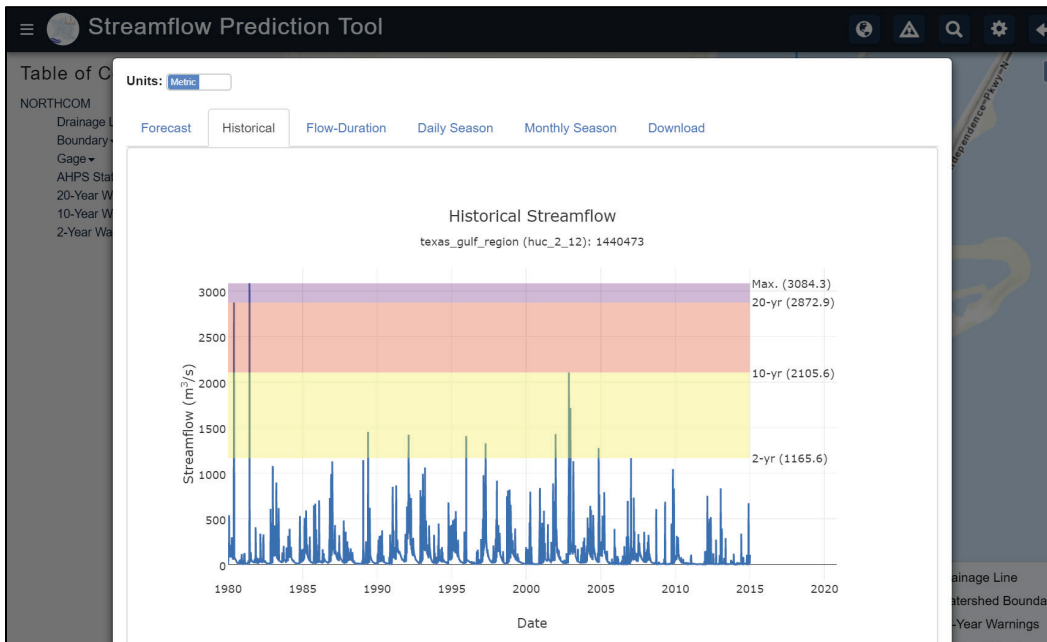 Streamflow Prediction Tool
Table of C
NORTHCOM
Drainage L
Boundary
Gage
AHPS Stat
20-Year W
10-Year W
2-Year Wa
Units: Metric
Forecast Historical Flow-Duration Daily Season Monthly Season Download
Historical Streamflow
texas_gulf_region (huc_2_12): 1440473
Max. (3084.3)
20-yr (2872.9)
10-yr (2105.6)
2-yr (1165.6)
Streamflow (m³/s)
3000
2500
2000
1500
1000
500
0
1980 1985 1990 1995 2000 2005 2010 2015 2020
Date
dependence=Pkwy=N
ainage Line
atershed Bounda
-Year Warnings